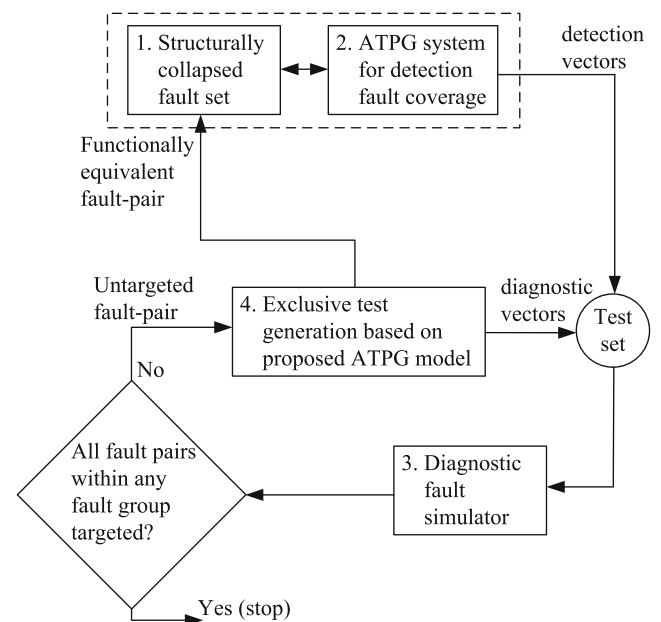 1. Structurally
collapsed
fault set
2. ATPG system
for detection
fault coverage
detection
vectors
Functionally
equivalent
fault-pair
Untargeted
fault-pair
4. Exclusive test
generation based on
proposed ATPG model
diagnostic
vectors
Test
set
No
All fault pairs
within any
fault group
targeted?
3. Diagnostic
fault
simulator
Yes (stop)